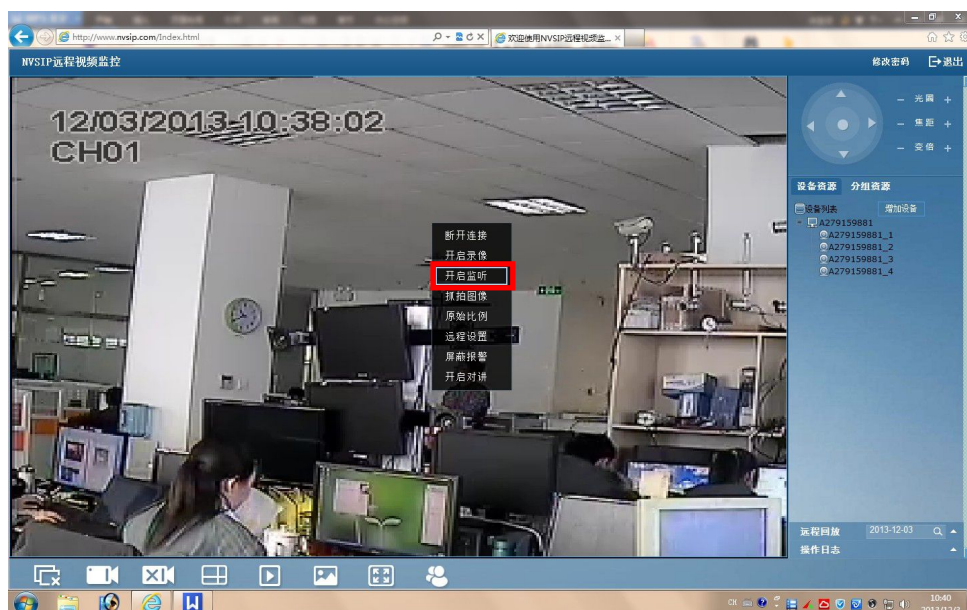 http://www.nvsip.com/Index.html
欢迎使用NVSIP远程视频监...
NVSIP远程视频监控
修改密码
退出
12/03/2013-10:38:02
CH01
光圈
焦距
变倍
设备资源 分组资源
设备列表 增加设备
A279159881
A279159881_1
A279159881_2
A279159881_3
A279159881_4
断开连接
开启录像
开启监听
抓拍图像
原始比例
远程设置
屏蔽报警
开启对讲
远程回放 2013-12-03
操作日志
CH
10:40